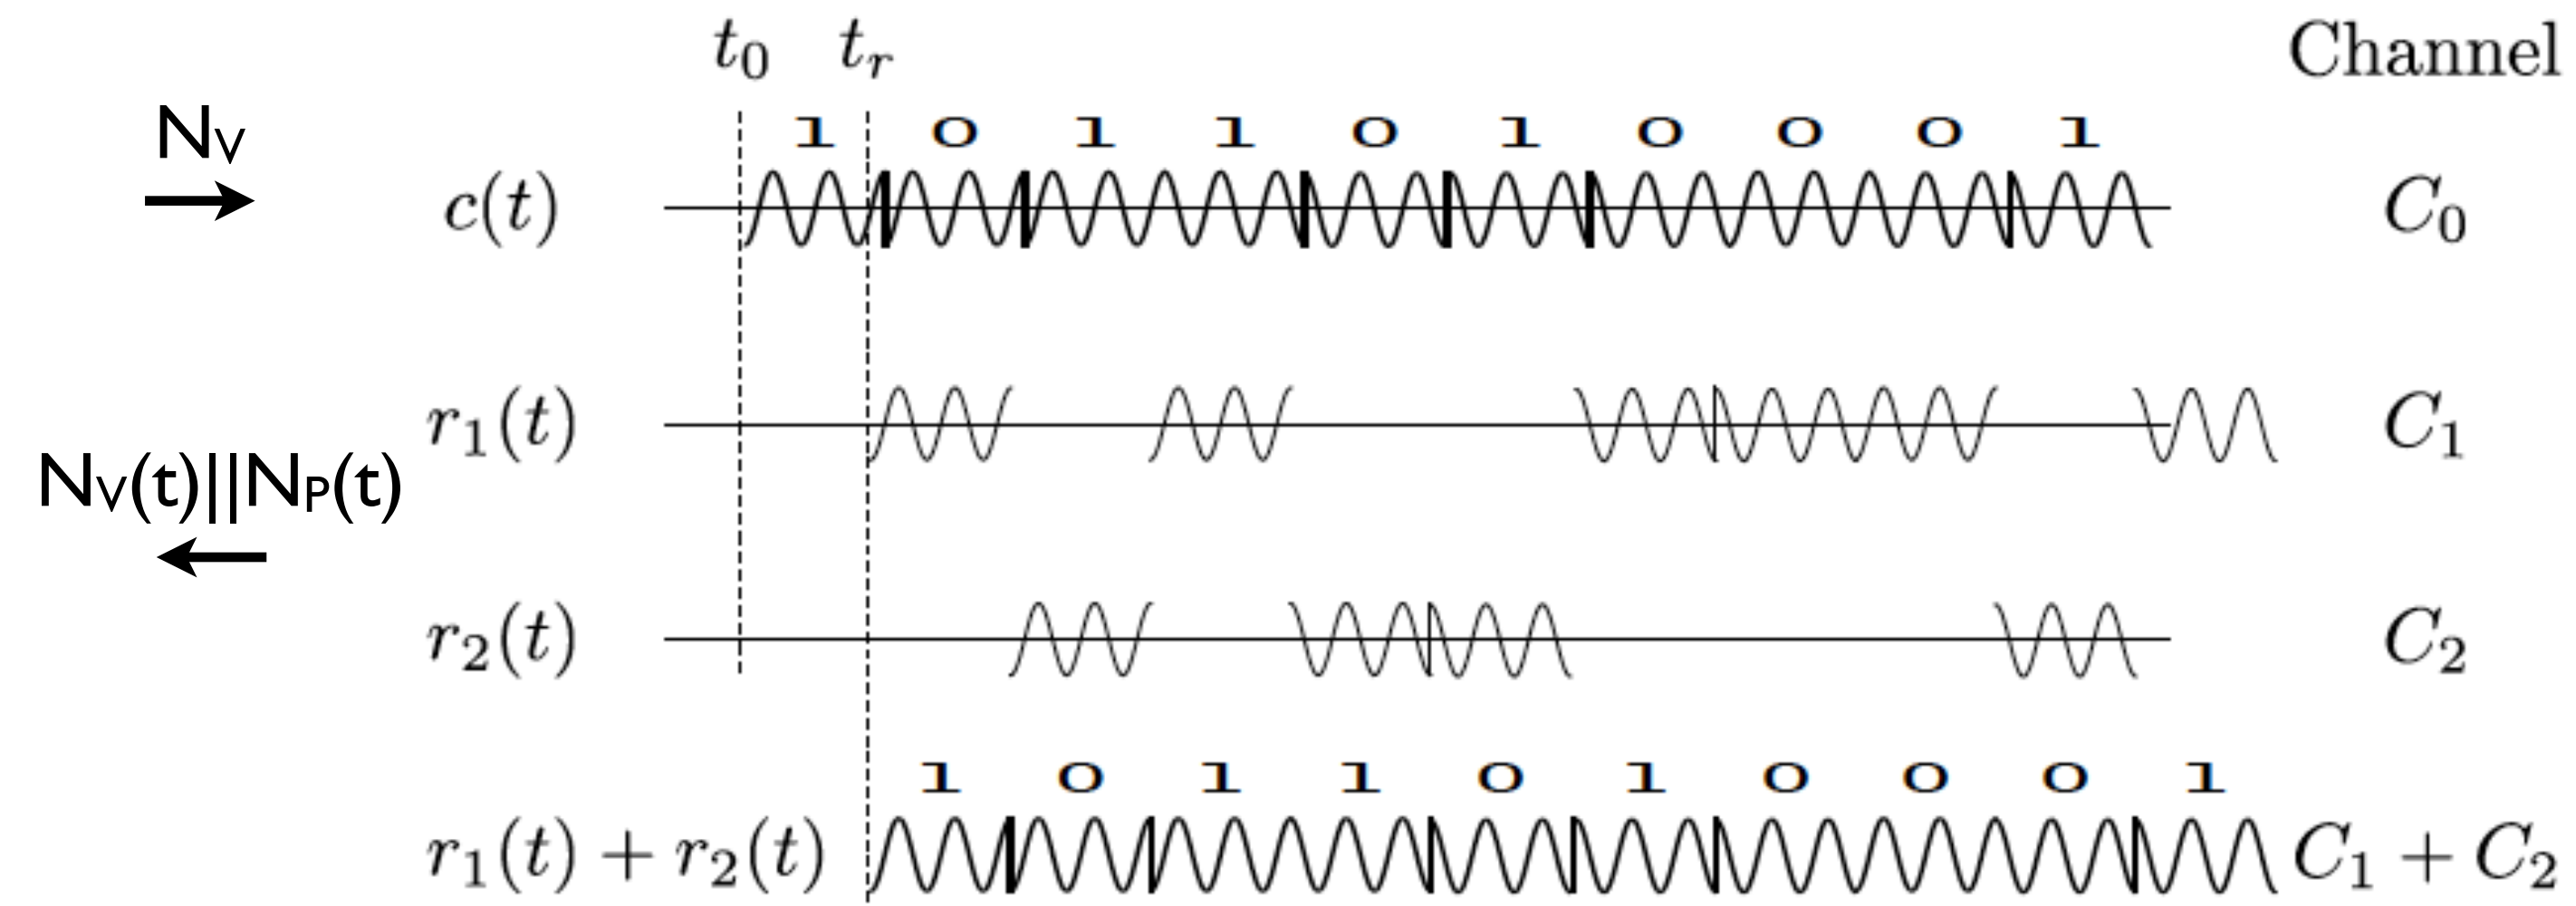 t₀ tᵣ Channel
1 0 1 1 0 1 0 0 0 1
Nᵥ
c(t) C₀
r₁(t) C₁
Nᵥ(t)||Nₚ(t)
r₂(t) C₂
1 0 1 1 0 1 0 0 0 1
r₁(t) + r₂(t) C₁ + C₂